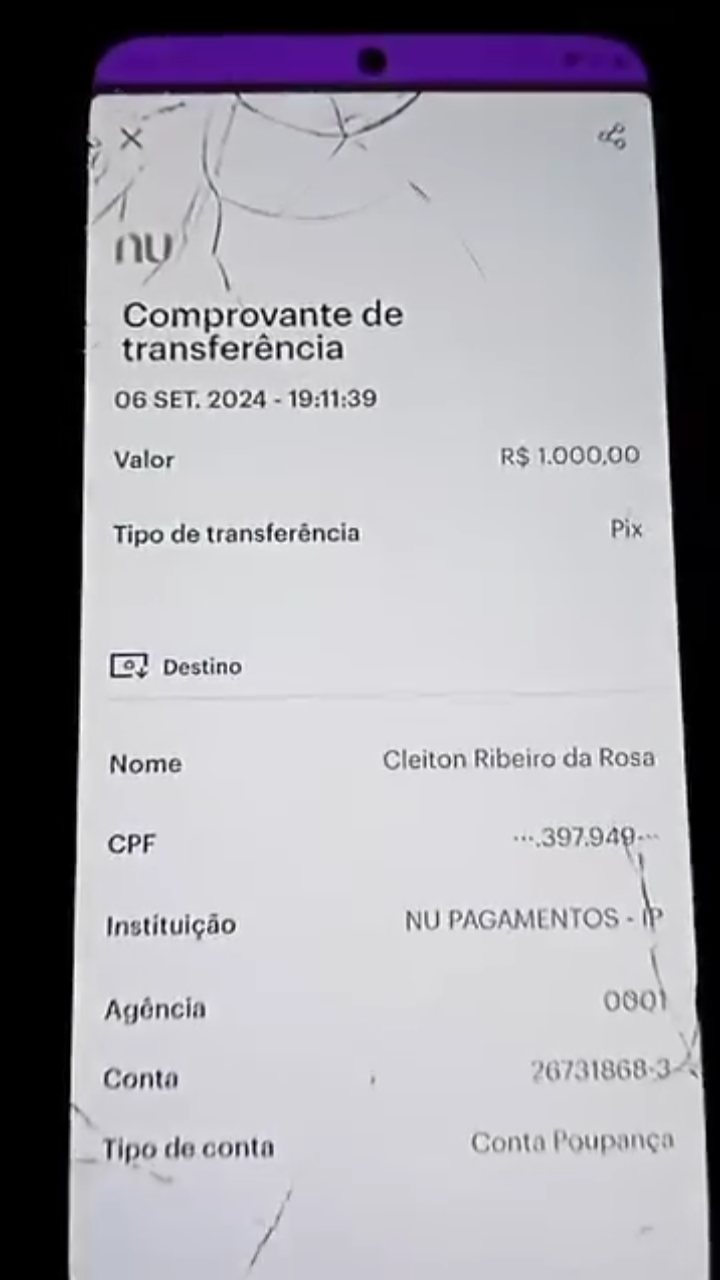 nu
Comprovante de
transferência
06 SET. 2024 - 19:11:39
Valor R$ 1.000,00
Tipo de transferência Pix
Destino
Nome Cleiton Ribeiro da Rosa
CPF ···.397.949-··
Instituição NU PAGAMENTOS - IP
Agência 0001
Conta 26731868-3
Tipo de conta Conta Poupança